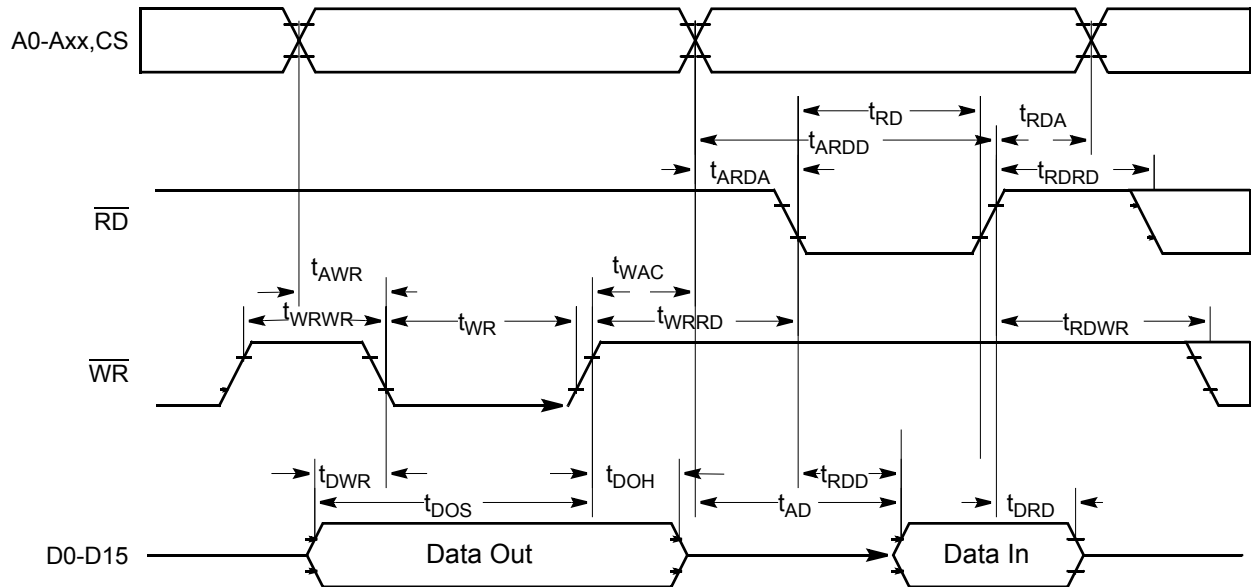 A0-Axx,CS
tRD
tRDA
tARDD
tARDA
tRDRD
RD
tAWR
tWAC
tWRWR
tWR
tWRRD
tRDWR
WR
tDWR
tDOH
tRDD
tDOS
tAD
tDRD
D0-D15
Data Out
Data In